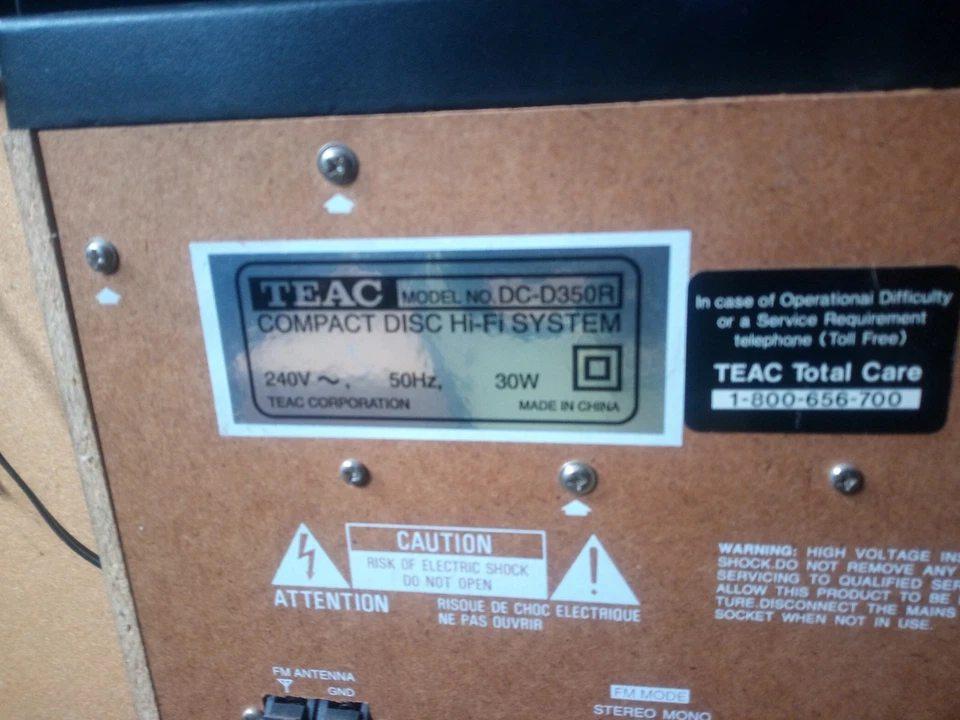 TEAC MODEL NO. DC-D350R
COMPACT DISC Hi-Fi SYSTEM
240V ～, 50Hz, 30W
TEAC CORPORATION MADE IN CHINA
In case of Operational Difficulty
or a Service Requirement
telephone (Toll Free)
TEAC Total Care
1-800-656-700
CAUTION
RISK OF ELECTRIC SHOCK
DO NOT OPEN
ATTENTION
RISQUE DE CHOC ELECTRIQUE
NE PAS OUVRIR
WARNING: HIGH VOLTAGE
SHOCK.DO NOT REMOVE ANY
SERVICING TO QUALIFIED
ALLOW THIS PRODUCT TO BE
TURE.DISCONNECT THE MAINS
SOCKET WHEN NOT IN USE.
FM ANTENNA
GND
FM MODE
STEREO MONO